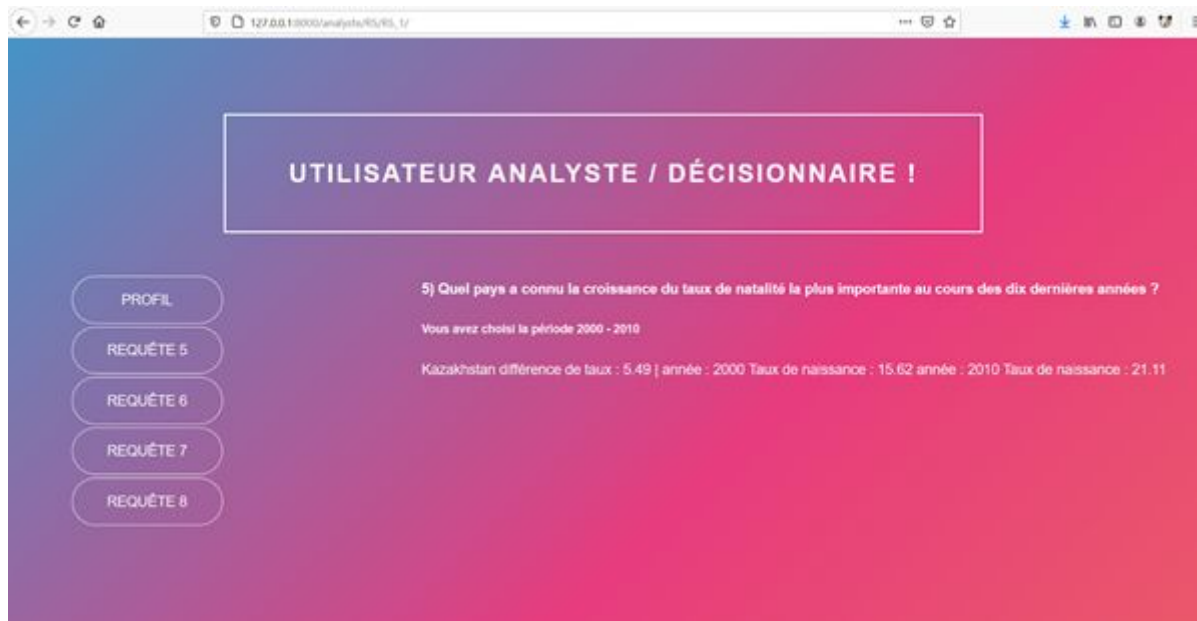 127.0.0.1:8000/analyste/R5/R5_1/
UTILISATEUR ANALYSTE / DÉCISIONNAIRE !
PROFIL
REQUÊTE 5
REQUÊTE 6
REQUÊTE 7
REQUÊTE 8
5) Quel pays a connu la croissance du taux de natalité la plus importante au cours des dix dernières années ?
Vous avez choisi la période 2000 - 2010
Kazakhstan différence de taux : 5.49 | année : 2000 Taux de naissance : 15.62 année : 2010 Taux de naissance : 21.11